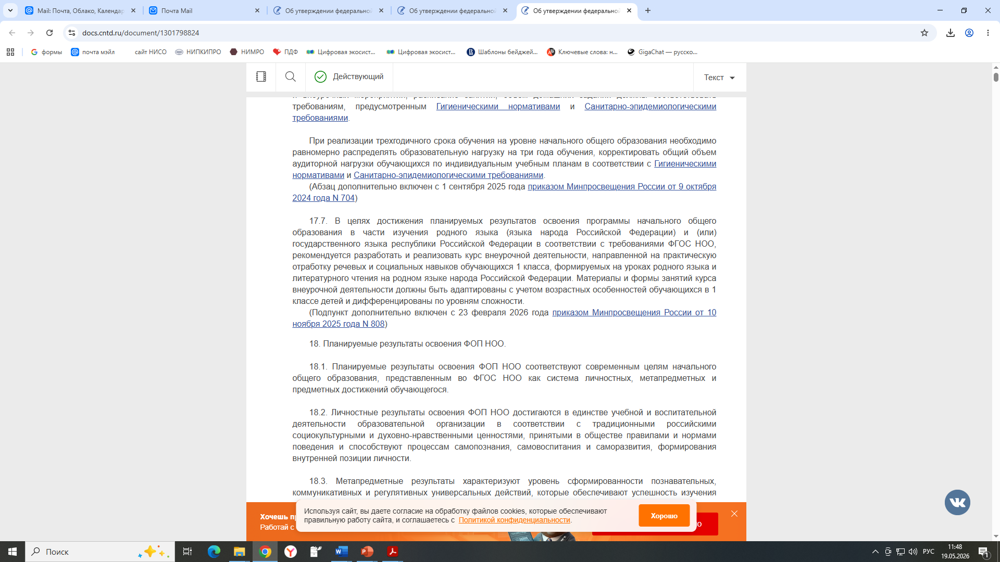 Mail: Почта, Облако, Календар
Почта Mail
Об утверждении федерально
Об утверждении федерально
Об утверждении федерально
docs.cntd.ru/document/1301798824
формы
почта мэйл
сайт НИСО
НИПКИПРО
НИМРО
ПДФ
Цифровая экосист...
Цифровая экосист...
Шаблоны бейджей...
Ключевые слова: н...
GigaChat — русско...
Действующий
Текст
и внеурочных мероприятий, расписание занятий, объем домашних заданий должны соответствовать
требованиям, предусмотренным Гигиеническими нормативами и Санитарно-эпидемиологическими
требованиями.
При реализации трехгодичного срока обучения на уровне начального общего образования необходимо
равномерно распределять образовательную нагрузку на три года обучения, корректировать общий объем
аудиторной нагрузки обучающихся по индивидуальным учебным планам в соответствии с Гигиеническими
нормативами и Санитарно-эпидемиологическими требованиями.
(Абзац дополнительно включен с 1 сентября 2025 года приказом Минпросвещения России от 9 октября
2024 года N 704)
17.7. В целях достижения планируемых результатов освоения программы начального общего
образования в части изучения родного языка (языка народа Российской Федерации) и (или)
государственного языка республики Российской Федерации в соответствии с требованиями ФГОС НОО,
рекомендуется разработать и реализовать курс внеурочной деятельности, направленной на практическую
отработку речевых и социальных навыков обучающихся 1 класса, формируемых на уроках родного языка и
литературного чтения на родном языке народа Российской Федерации. Материалы и формы занятий курса
внеурочной деятельности должны быть адаптированы с учетом возрастных особенностей обучающихся в 1
классе детей и дифференцированы по уровням сложности.
(Подпункт дополнительно включен с 23 февраля 2026 года приказом Минпросвещения России от 10
ноября 2025 года N 808)
18. Планируемые результаты освоения ФОП НОО.
18.1. Планируемые результаты освоения ФОП НОО соответствуют современным целям начального
общего образования, представленным во ФГОС НОО как система личностных, метапредметных и
предметных достижений обучающегося.
18.2. Личностные результаты освоения ФОП НОО достигаются в единстве учебной и воспитательной
деятельности образовательной организации в соответствии с традиционными российскими
социокультурными и духовно-нравственными ценностями, принятыми в обществе правилами и нормами
поведения и способствуют процессам самопознания, самовоспитания и саморазвития, формирования
внутренней позиции личности.
18.3. Метапредметные результаты характеризуют уровень сформированности познавательных,
коммуникативных и регулятивных универсальных действий, которые обеспечивают успешность изучения
Хочешь
Работай с
Используя сайт, вы даете согласие на обработку файлов cookies, которые обеспечивают
правильную работу сайта, и соглашаетесь с Политикой конфиденциальности.
Хорошо
Поиск
РУС
11:48
19.05.2026
1